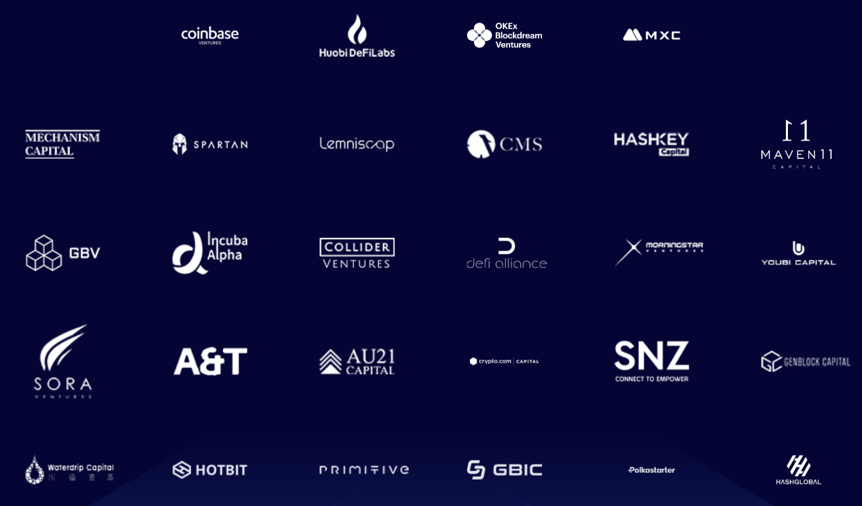 coinbase
VENTURES
Huobi DeFiLabs
OKEx
Blockdream
Ventures
MXC
MECHANISM
CAPITAL
SPARTAN
Lemniscap
CMS
HASHKEY
Capital
MAVEN 11
CAPITAL
GBV
Incuba
Alpha
COLLIDER
VENTURES
defi alliance
MORNINGSTAR
VENTURES
YOUBI CAPITAL
SORA
VENTURES
A&T
AU21
CAPITAL
crypto.com | CAPITAL
SNZ
CONNECT TO EMPOWER
GENBLOCK CAPITAL
Waterdrip Capital
HOTBIT
PRIMITIVE
GBIC
Polkastarter
HASHGLOBAL